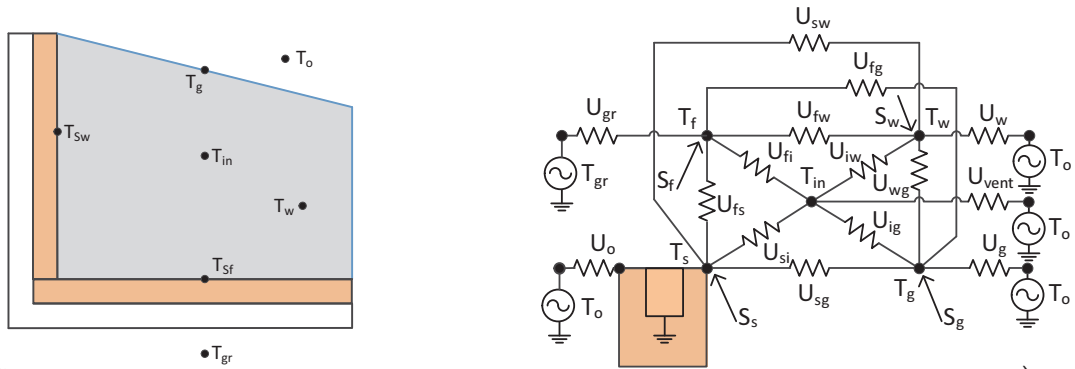 T_o
T_g
T_Sw
T_in
T_w
T_Sf
T_gr
U_sw
U_fg
U_gr
T_f
U_fw
S_w
T_w
U_w
T_gr
S_f
U_fi
U_iw
T_o
T_in
U_wg
U_vent
U_fs
U_ig
T_o
U_o
T_s
U_si
U_g
T_o
U_sg
T_g
T_o
S_s
S_g
)